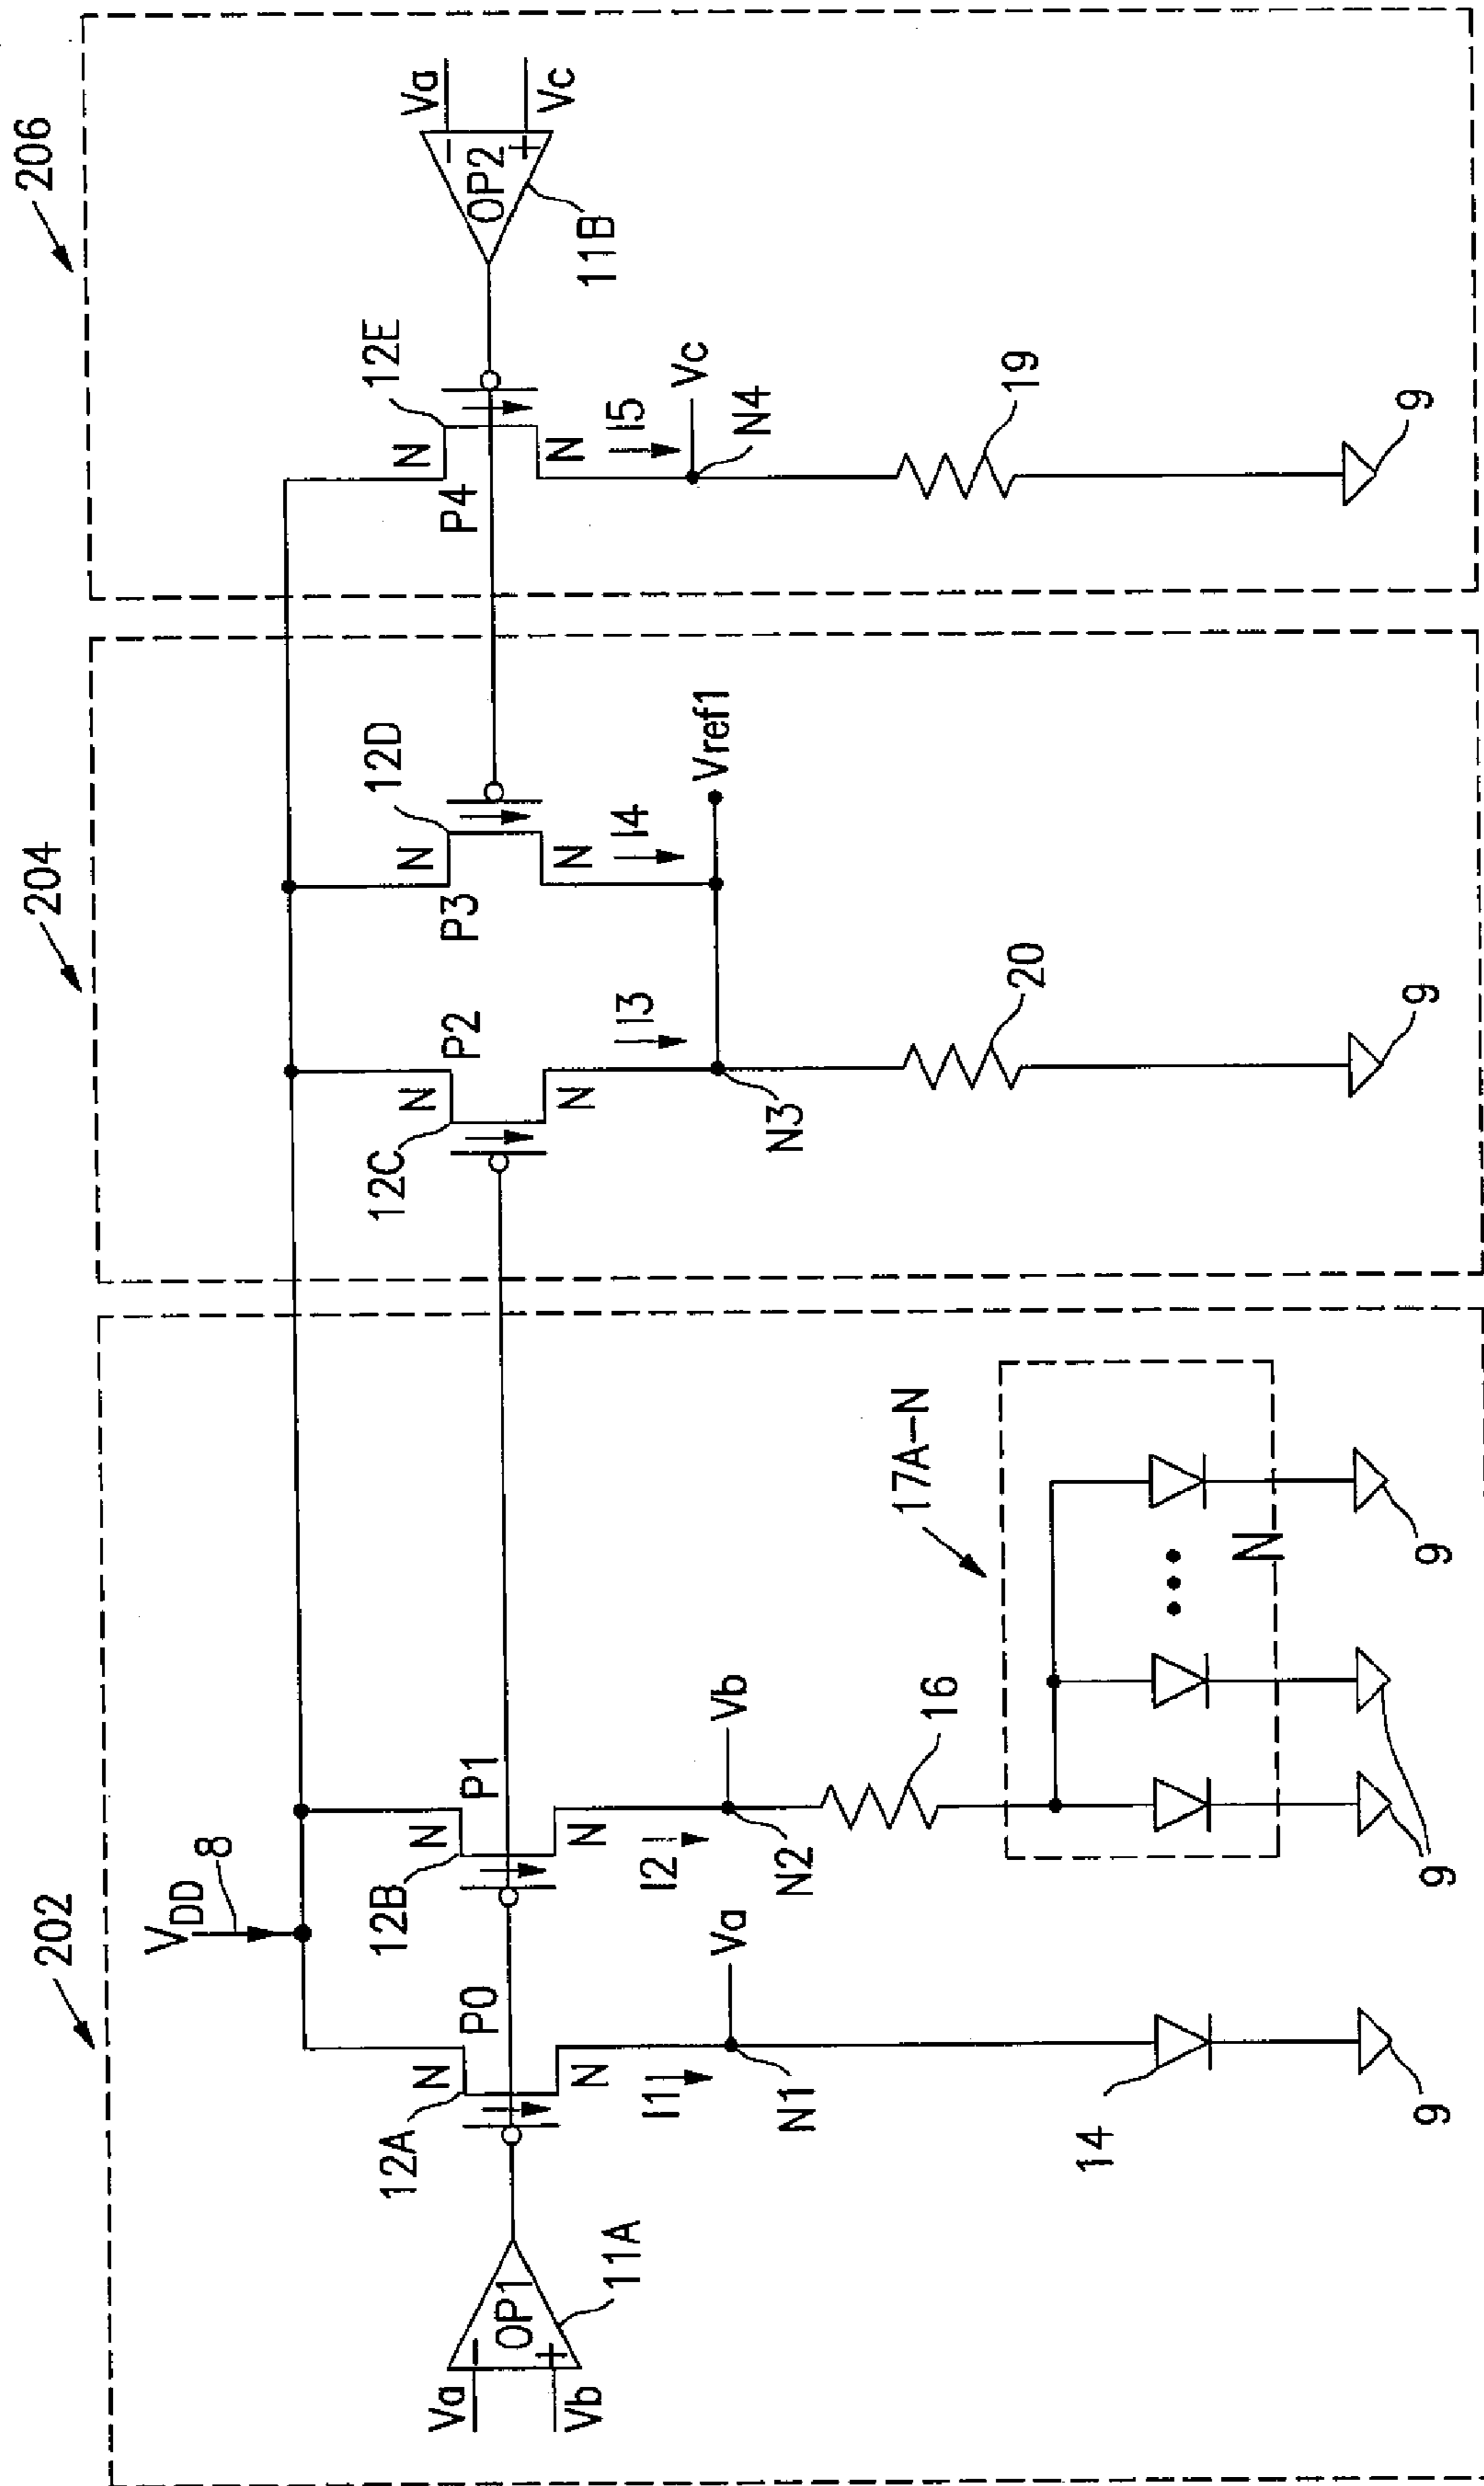 202
204
206
VDD
8
12A
N
P0
N
12B
N
P1
N
12C
N
P2
N
12D
N
P3
N
12E
N
P4
N
Va
Vb
OP1
-
+
11A
Va
Vc
OP2
-
+
11B
I1
Va
N1
I2
Vb
N2
I3
N3
I4
Vref1
I5
Vc
N4
14
16
17A-N
N
20
19
9
9
9
9
9